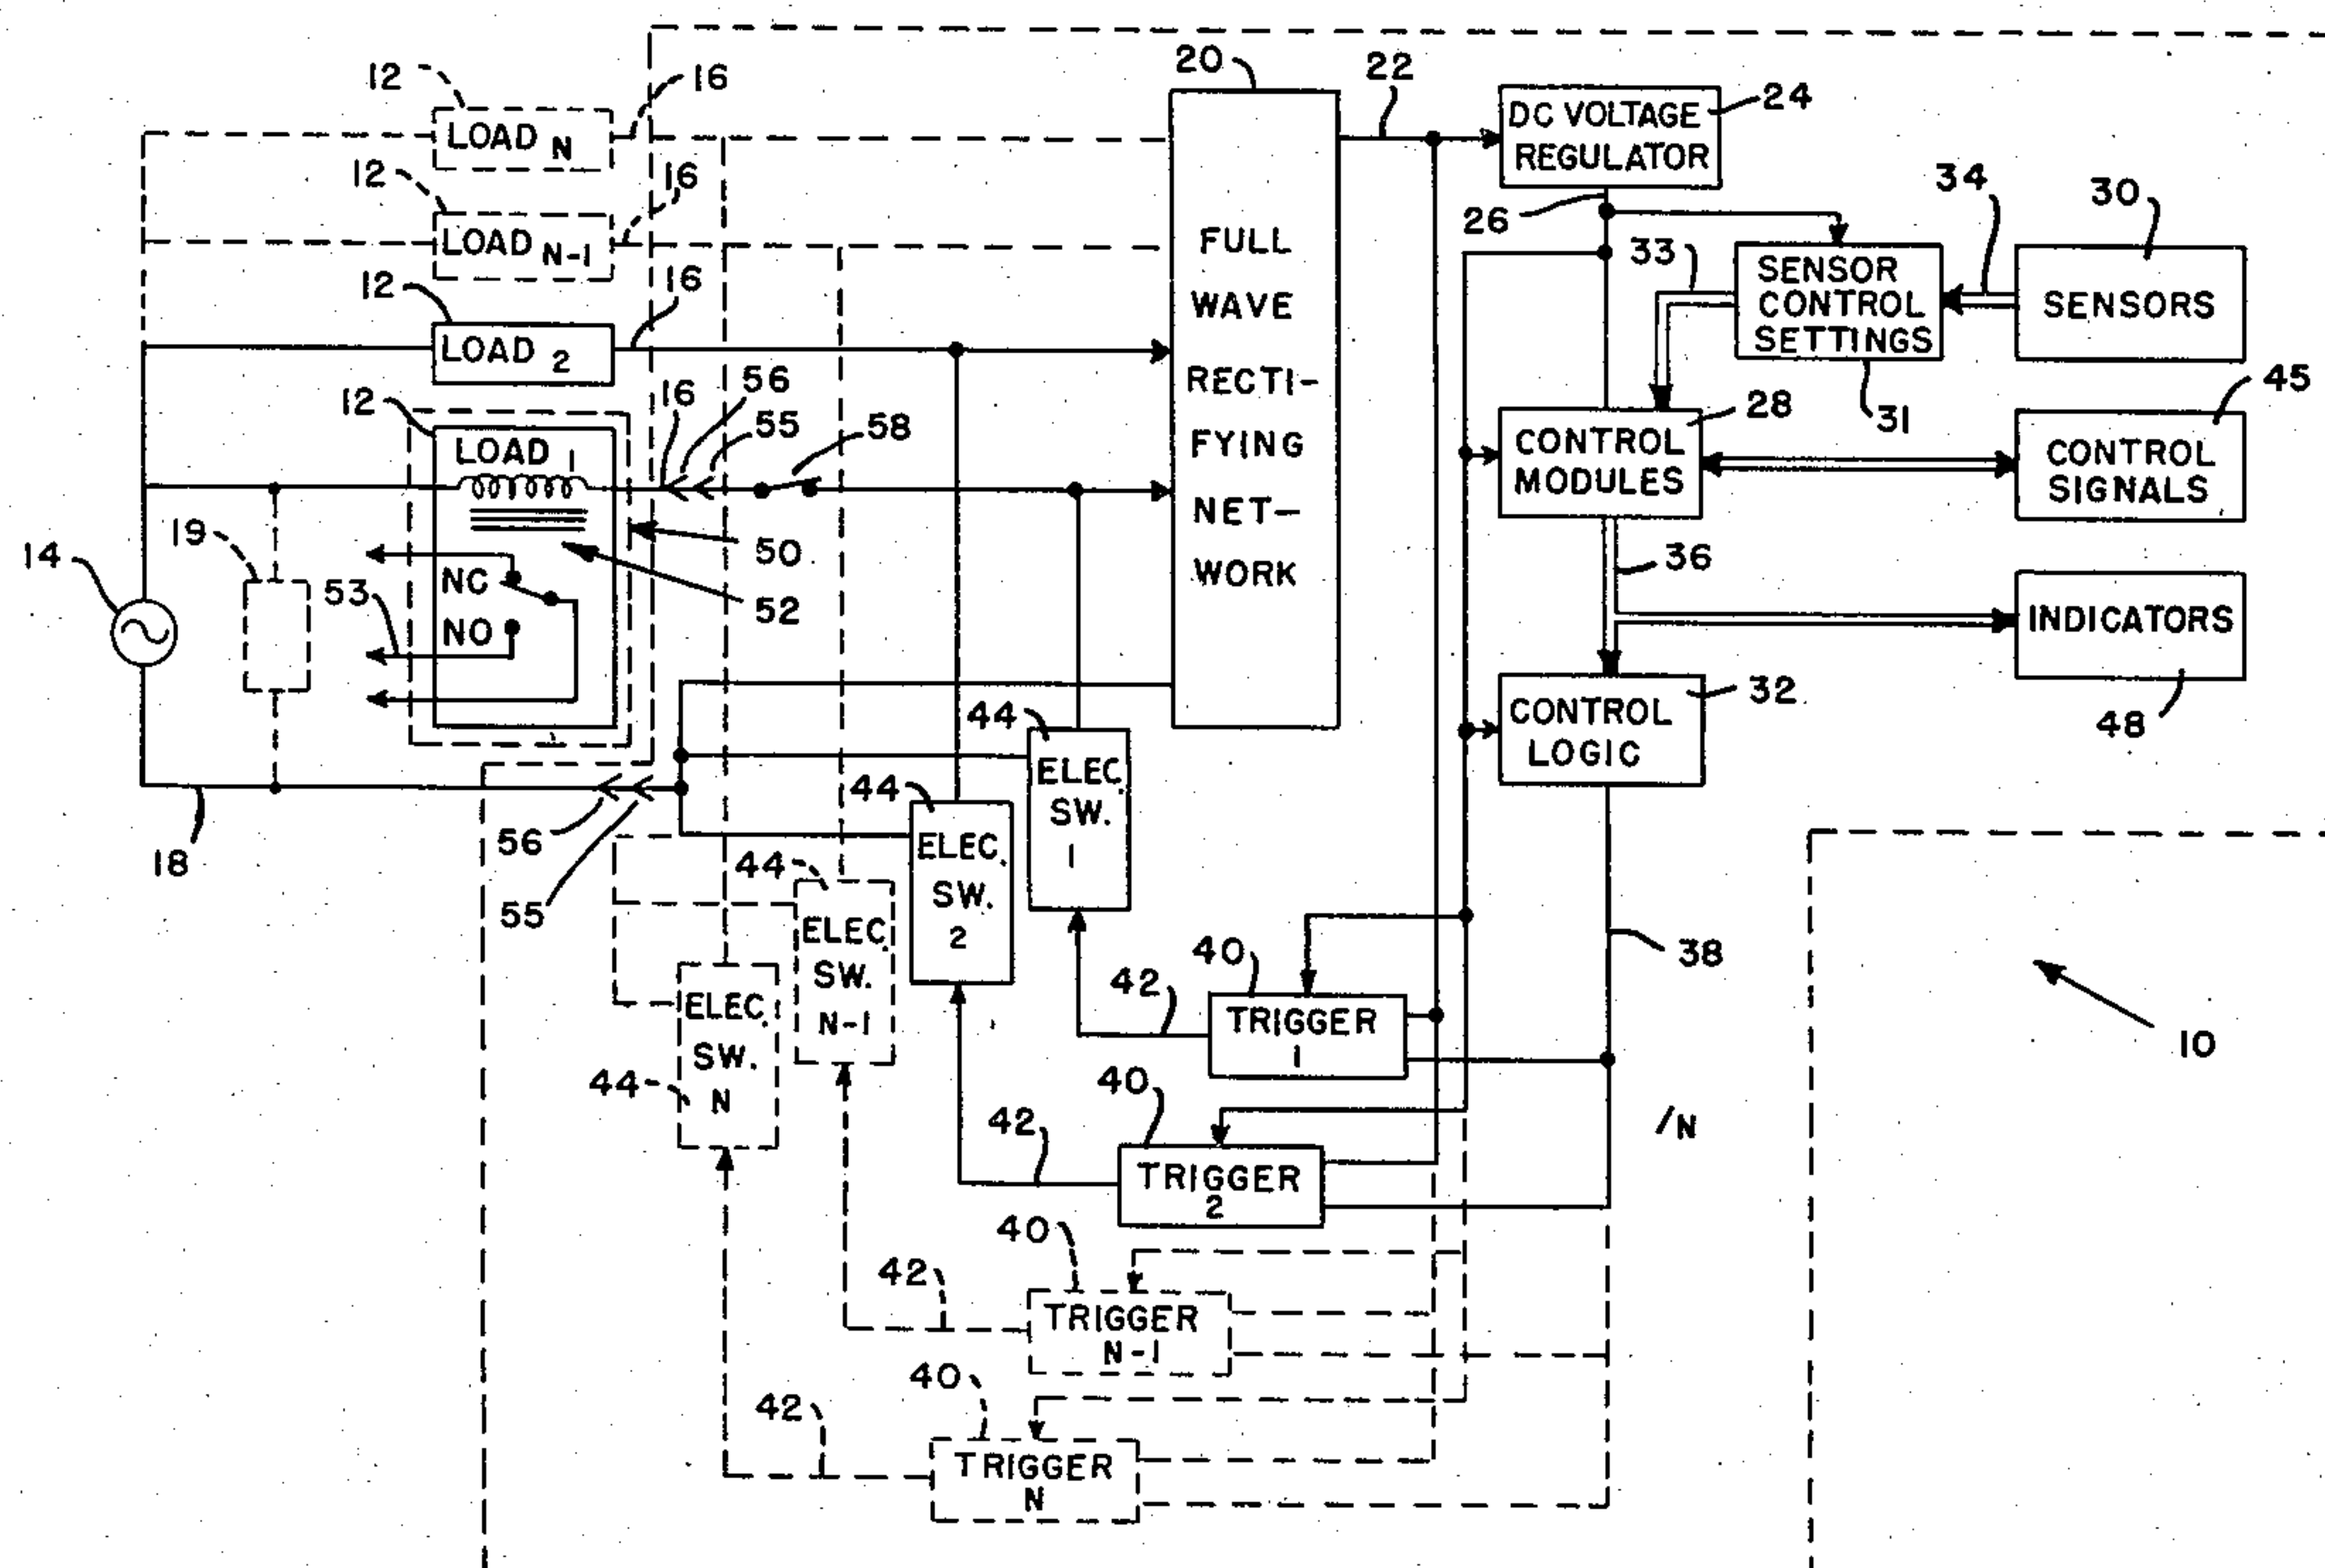 12
16
LOAD N
12
16
LOAD N-1
12
16
LOAD 2
12
16
56
55
58
LOAD 1
50
52
NC
NO
53
14
19
18
56
55
20
FULL
WAVE
RECTI-
FYING
NET-
WORK
22
DC VOLTAGE
REGULATOR
24
26
34
30
33
SENSOR
CONTROL
SETTINGS
31
SENSORS
45
28
CONTROL
MODULES
CONTROL
SIGNALS
36
INDICATORS
48
32
CONTROL
LOGIC
38
44
ELEC.
SW.
1
44
ELEC.
SW.
2
44
ELEC.
SW.
N-1
44
ELEC.
SW.
N
42
40
TRIGGER
1
42
40
TRIGGER
2
42
40
TRIGGER
N-1
42
40
TRIGGER
N
/N
10